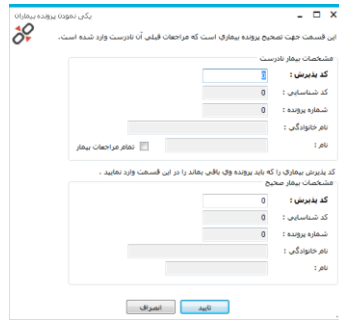 یکی نمودن پرونده بیماران
این قسمت جهت تصحیح پرونده بیماری است که مراجعات قبلی آن نادرست وارد شده است.
مشخصات بیمار نادرست
کد پذیرش : 0
کد شناسایی : 0
شماره پرونده : 0
نام خانوادگی :
نام :
تمام مراجعات بیمار
کد پذیرش بیماری را که باید پرونده وی باقی بماند را در این قسمت وارد نمایید .
مشخصات بیمار صحیح
کد پذیرش : 0
کد شناسایی : 0
شماره پرونده : 0
نام خانوادگی :
نام :
تایید
انصراف